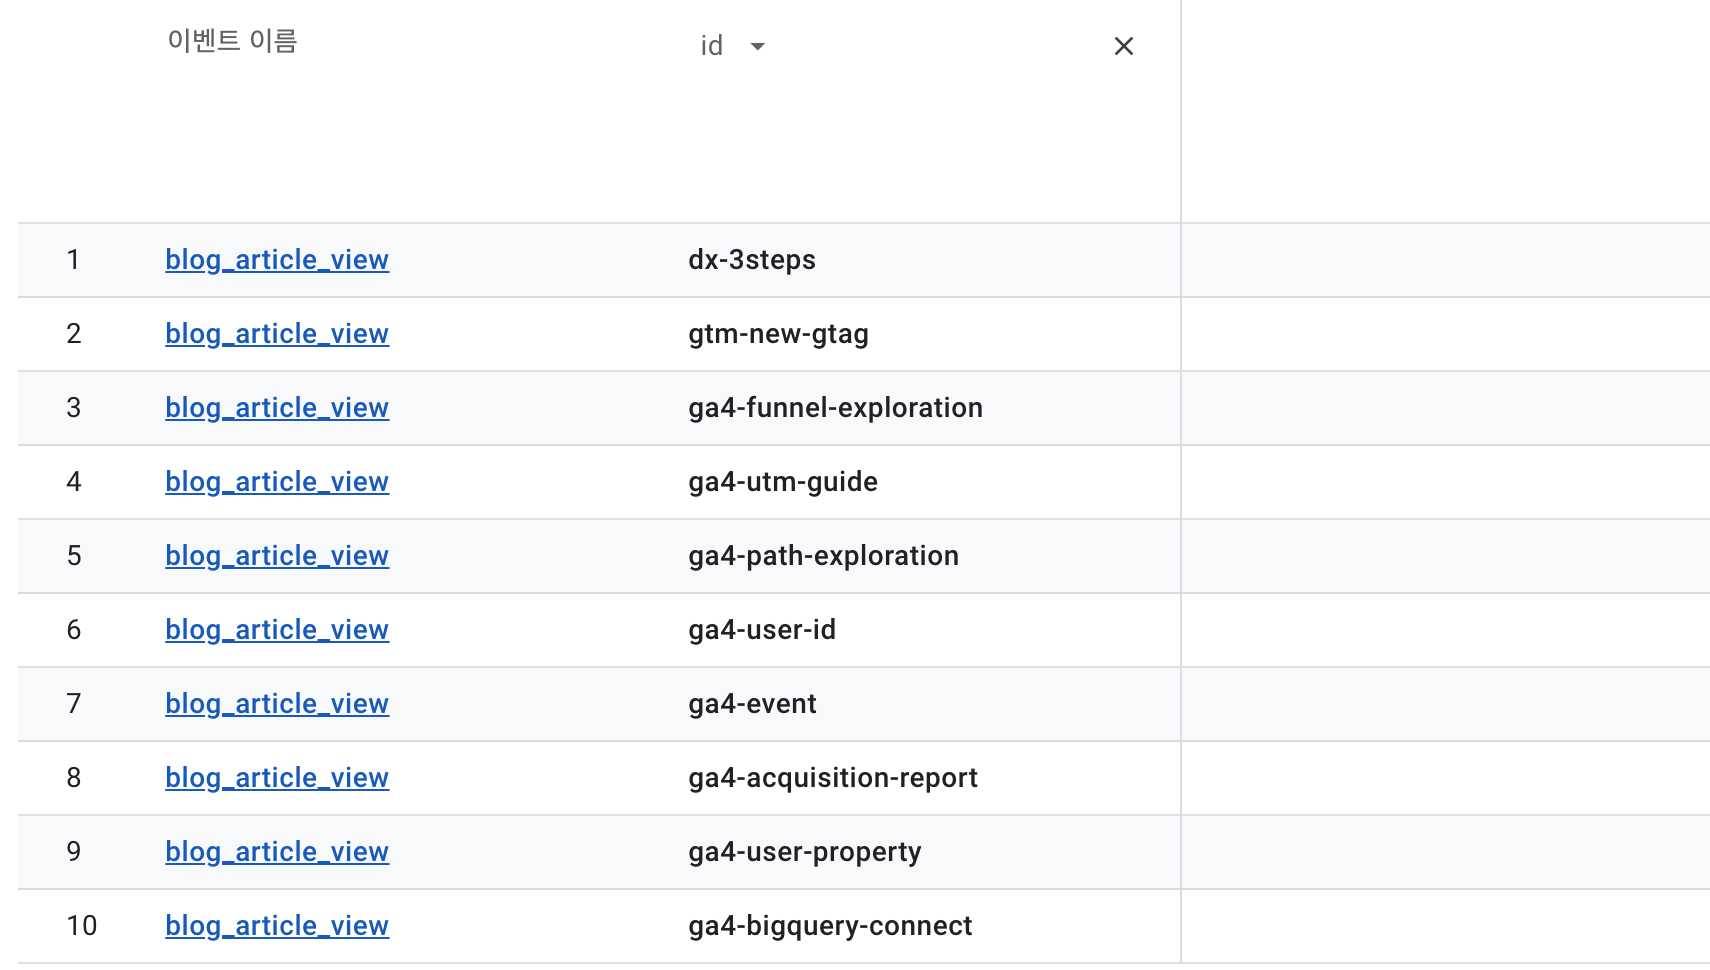 이벤트 이름 id
1 blog_article_view dx-3steps
2 blog_article_view gtm-new-gtag
3 blog_article_view ga4-funnel-exploration
4 blog_article_view ga4-utm-guide
5 blog_article_view ga4-path-exploration
6 blog_article_view ga4-user-id
7 blog_article_view ga4-event
8 blog_article_view ga4-acquisition-report
9 blog_article_view ga4-user-property
10 blog_article_view ga4-bigquery-connect